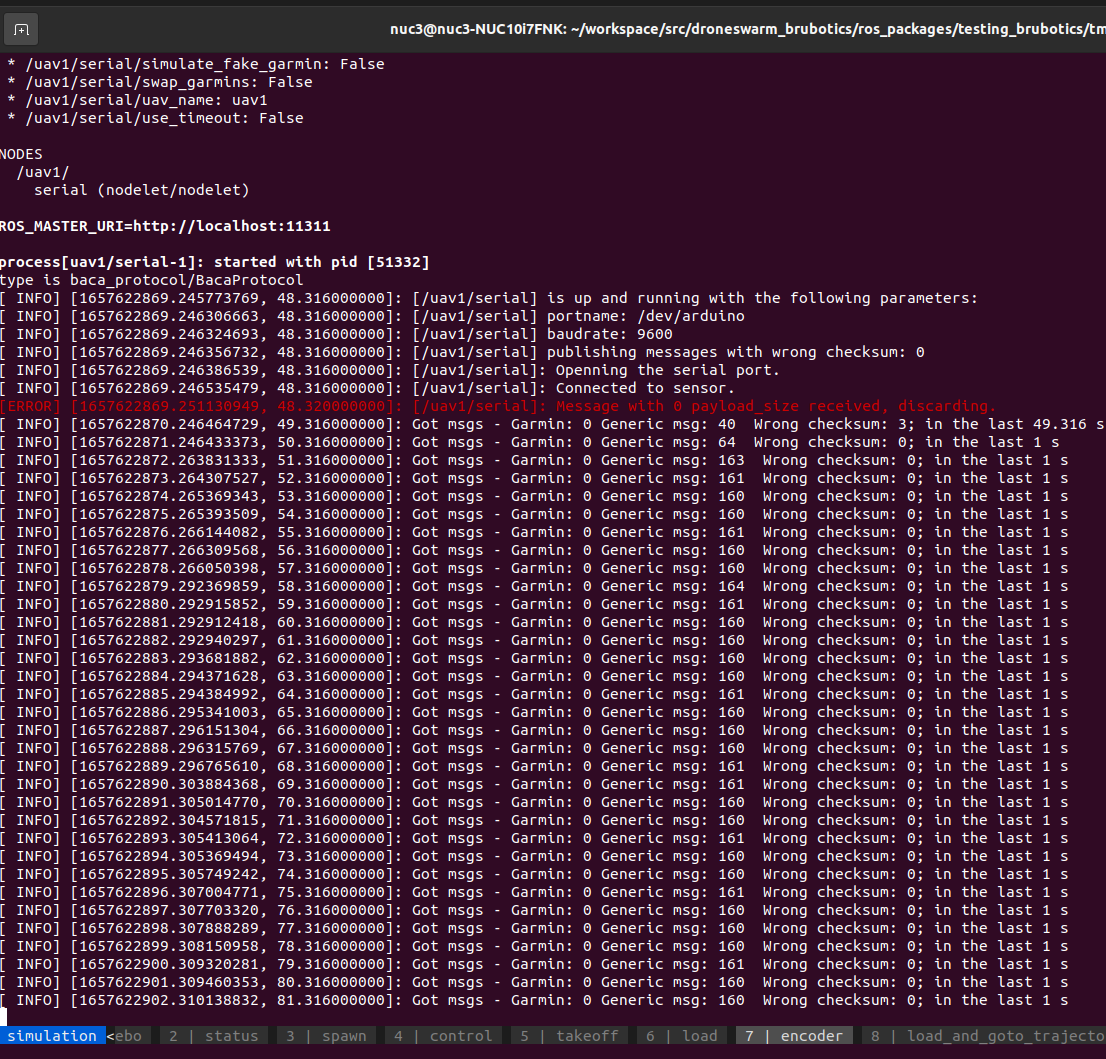 nuc3@nuc3-NUC10i7FNK: ~/workspace/src/droneswarm_brubotics/ros_packages/testing_brubotics/tm
* /uav1/serial/simulate_fake_garmin: False
* /uav1/serial/swap_garmins: False
* /uav1/serial/uav_name: uav1
* /uav1/serial/use_timeout: False
NODES
/uav1/
serial (nodelet/nodelet)
ROS_MASTER_URI=http://localhost:11311
process[uav1/serial-1]: started with pid [51332]
type is baca_protocol/BacaProtocol
[ INFO] [1657622869.245773769, 48.316000000]: [/uav1/serial] is up and running with the following parameters:
[ INFO] [1657622869.246306663, 48.316000000]: [/uav1/serial] portname: /dev/arduino
[ INFO] [1657622869.246324693, 48.316000000]: [/uav1/serial] baudrate: 9600
[ INFO] [1657622869.246356732, 48.316000000]: [/uav1/serial] publishing messages with wrong checksum: 0
[ INFO] [1657622869.246386539, 48.316000000]: [/uav1/serial]: Openning the serial port.
[ INFO] [1657622869.246535479, 48.316000000]: [/uav1/serial]: Connected to sensor.
[ERROR] [1657622869.251130949, 48.320000000]: [/uav1/serial]: Message with 0 payload_size received, discarding.
[ INFO] [1657622870.246464729, 49.316000000]: Got msgs - Garmin: 0 Generic msg: 40  Wrong checksum: 3; in the last 49.316 s
[ INFO] [1657622871.246433373, 50.316000000]: Got msgs - Garmin: 0 Generic msg: 64  Wrong checksum: 0; in the last 1 s
[ INFO] [1657622872.263831333, 51.316000000]: Got msgs - Garmin: 0 Generic msg: 163  Wrong checksum: 0; in the last 1 s
[ INFO] [1657622873.264307527, 52.316000000]: Got msgs - Garmin: 0 Generic msg: 161  Wrong checksum: 0; in the last 1 s
[ INFO] [1657622874.265369343, 53.316000000]: Got msgs - Garmin: 0 Generic msg: 160  Wrong checksum: 0; in the last 1 s
[ INFO] [1657622875.265393509, 54.316000000]: Got msgs - Garmin: 0 Generic msg: 160  Wrong checksum: 0; in the last 1 s
[ INFO] [1657622876.266144082, 55.316000000]: Got msgs - Garmin: 0 Generic msg: 161  Wrong checksum: 0; in the last 1 s
[ INFO] [1657622877.266309568, 56.316000000]: Got msgs - Garmin: 0 Generic msg: 160  Wrong checksum: 0; in the last 1 s
[ INFO] [1657622878.266050398, 57.316000000]: Got msgs - Garmin: 0 Generic msg: 160  Wrong checksum: 0; in the last 1 s
[ INFO] [1657622879.292369859, 58.316000000]: Got msgs - Garmin: 0 Generic msg: 164  Wrong checksum: 0; in the last 1 s
[ INFO] [1657622880.292915852, 59.316000000]: Got msgs - Garmin: 0 Generic msg: 161  Wrong checksum: 0; in the last 1 s
[ INFO] [1657622881.292912418, 60.316000000]: Got msgs - Garmin: 0 Generic msg: 160  Wrong checksum: 0; in the last 1 s
[ INFO] [1657622882.292940297, 61.316000000]: Got msgs - Garmin: 0 Generic msg: 160  Wrong checksum: 0; in the last 1 s
[ INFO] [1657622883.293681882, 62.316000000]: Got msgs - Garmin: 0 Generic msg: 160  Wrong checksum: 0; in the last 1 s
[ INFO] [1657622884.294371628, 63.316000000]: Got msgs - Garmin: 0 Generic msg: 160  Wrong checksum: 0; in the last 1 s
[ INFO] [1657622885.294384992, 64.316000000]: Got msgs - Garmin: 0 Generic msg: 161  Wrong checksum: 0; in the last 1 s
[ INFO] [1657622886.295341003, 65.316000000]: Got msgs - Garmin: 0 Generic msg: 160  Wrong checksum: 0; in the last 1 s
[ INFO] [1657622887.296151304, 66.316000000]: Got msgs - Garmin: 0 Generic msg: 160  Wrong checksum: 0; in the last 1 s
[ INFO] [1657622888.296315769, 67.316000000]: Got msgs - Garmin: 0 Generic msg: 160  Wrong checksum: 0; in the last 1 s
[ INFO] [1657622889.296765610, 68.316000000]: Got msgs - Garmin: 0 Generic msg: 161  Wrong checksum: 0; in the last 1 s
[ INFO] [1657622890.303884368, 69.316000000]: Got msgs - Garmin: 0 Generic msg: 161  Wrong checksum: 0; in the last 1 s
[ INFO] [1657622891.305014770, 70.316000000]: Got msgs - Garmin: 0 Generic msg: 160  Wrong checksum: 0; in the last 1 s
[ INFO] [1657622892.304571815, 71.316000000]: Got msgs - Garmin: 0 Generic msg: 160  Wrong checksum: 0; in the last 1 s
[ INFO] [1657622893.305413064, 72.316000000]: Got msgs - Garmin: 0 Generic msg: 161  Wrong checksum: 0; in the last 1 s
[ INFO] [1657622894.305369494, 73.316000000]: Got msgs - Garmin: 0 Generic msg: 160  Wrong checksum: 0; in the last 1 s
[ INFO] [1657622895.305749242, 74.316000000]: Got msgs - Garmin: 0 Generic msg: 160  Wrong checksum: 0; in the last 1 s
[ INFO] [1657622896.307004771, 75.316000000]: Got msgs - Garmin: 0 Generic msg: 161  Wrong checksum: 0; in the last 1 s
[ INFO] [1657622897.307703320, 76.316000000]: Got msgs - Garmin: 0 Generic msg: 160  Wrong checksum: 0; in the last 1 s
[ INFO] [1657622898.307888289, 77.316000000]: Got msgs - Garmin: 0 Generic msg: 160  Wrong checksum: 0; in the last 1 s
[ INFO] [1657622899.308150958, 78.316000000]: Got msgs - Garmin: 0 Generic msg: 160  Wrong checksum: 0; in the last 1 s
[ INFO] [1657622900.309320281, 79.316000000]: Got msgs - Garmin: 0 Generic msg: 161  Wrong checksum: 0; in the last 1 s
[ INFO] [1657622901.309460353, 80.316000000]: Got msgs - Garmin: 0 Generic msg: 160  Wrong checksum: 0; in the last 1 s
[ INFO] [1657622902.310138832, 81.316000000]: Got msgs - Garmin: 0 Generic msg: 160  Wrong checksum: 0; in the last 1 s
simulation <ebo 2 | status 3 | spawn 4 | control 5 | takeoff 6 | load 7 | encoder 8 | load_and_goto_trajecto